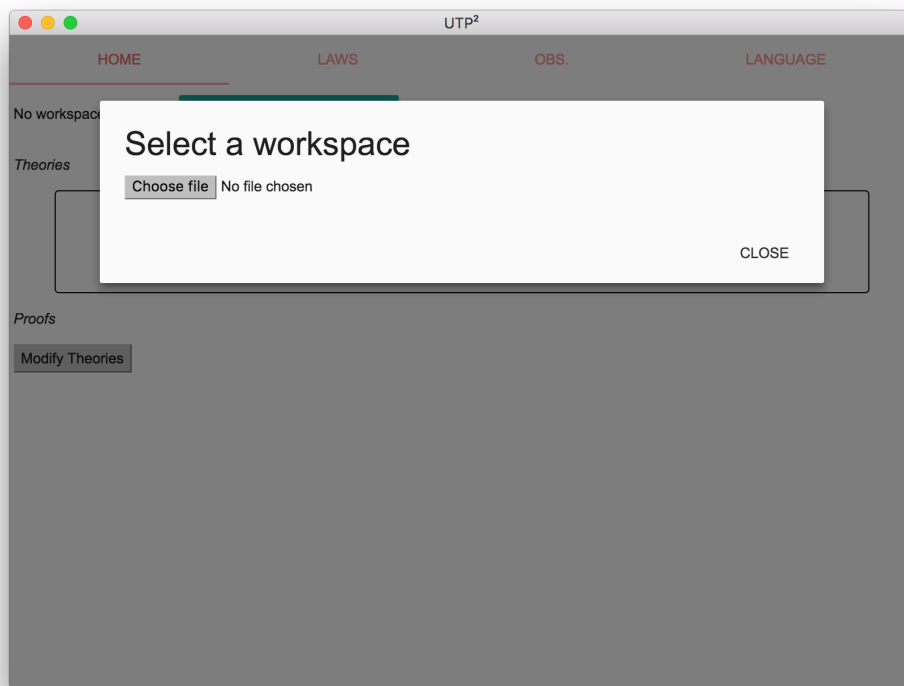 UTP²
HOME LAWS OBS. LANGUAGE
No workspace
Select a workspace
Theories
Choose file No file chosen
CLOSE
Proofs
Modify Theories